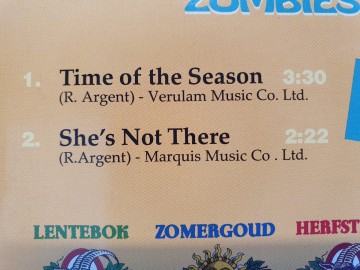 ZOMBIES
1. Time of the Season 3:30
(R. Argent) - Verulam Music Co. Ltd.
2. She's Not There 2:22
(R.Argent) - Marquis Music Co . Ltd.
LENTEBOK ZOMERGOUD HERFST